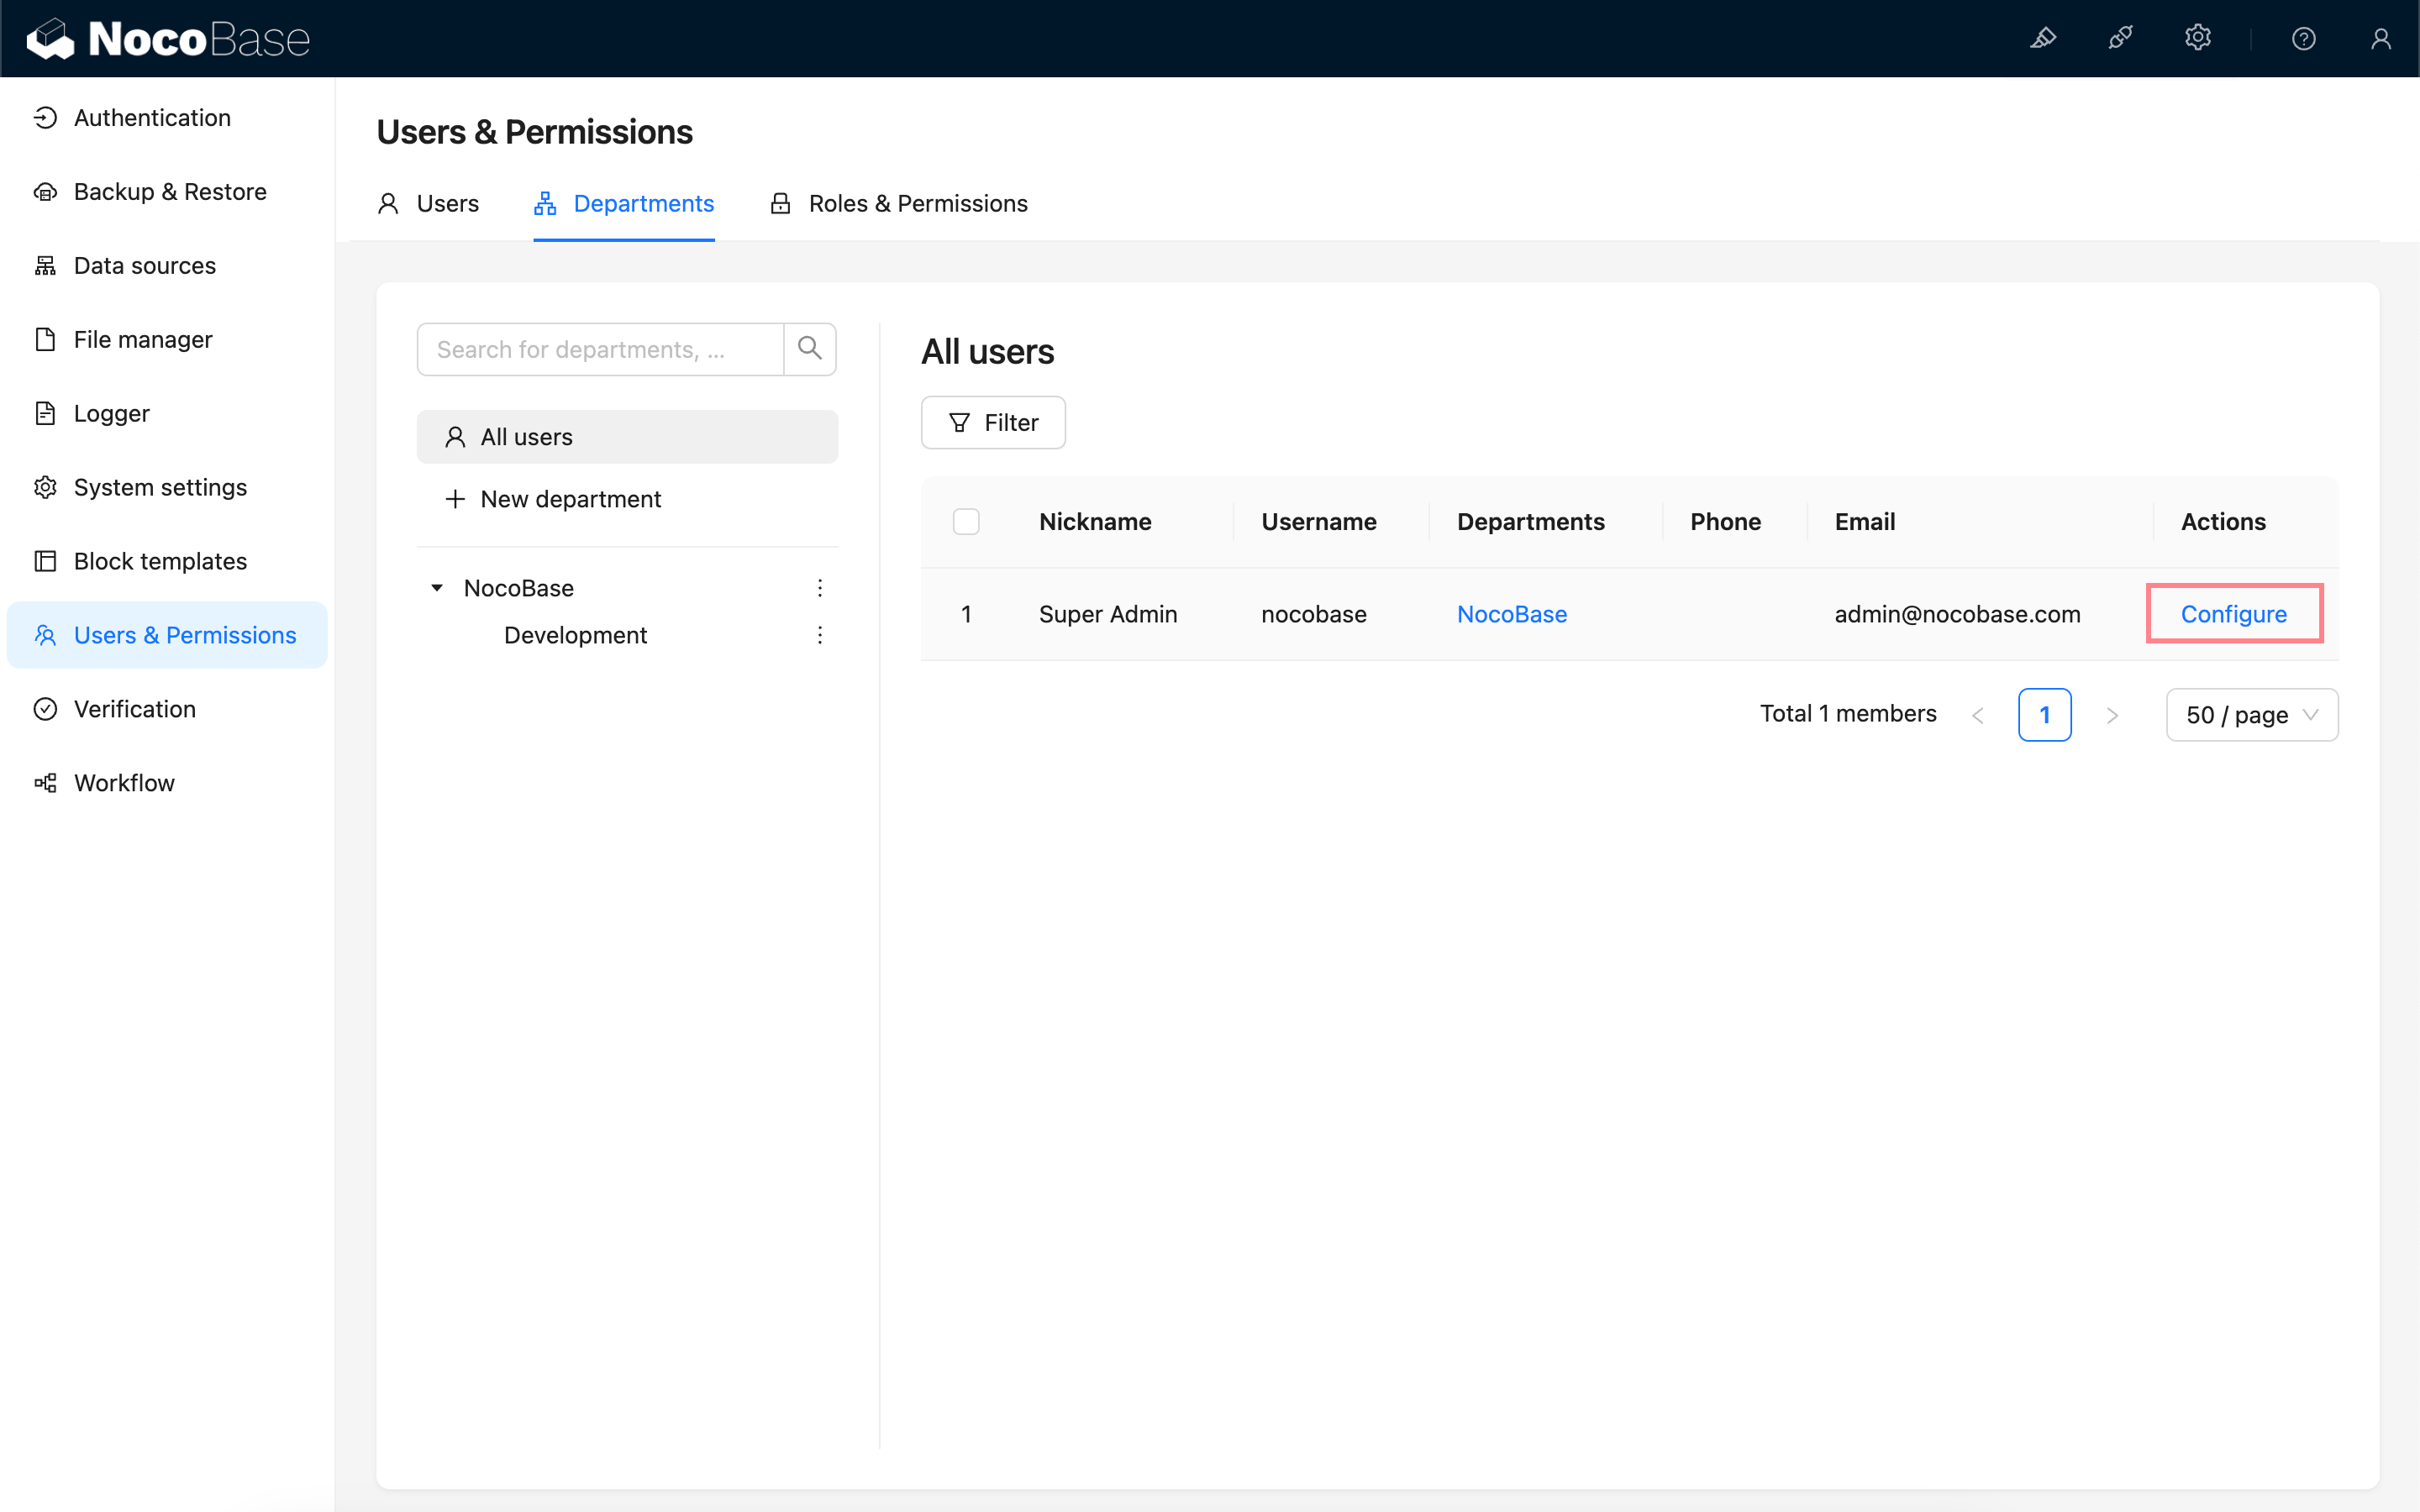 NocoBase
Authentication
Backup & Restore
Data sources
File manager
Logger
System settings
Block templates
Users & Permissions
Verification
Workflow
Users & Permissions
Users
Departments
Roles & Permissions
Search for departments, ...
All users
New department
NocoBase
Development
All users
Filter
Nickname Username Departments Phone Email Actions
1 Super Admin nocobase NocoBase admin@nocobase.com Configure
Total 1 members < 1 > 50 / page